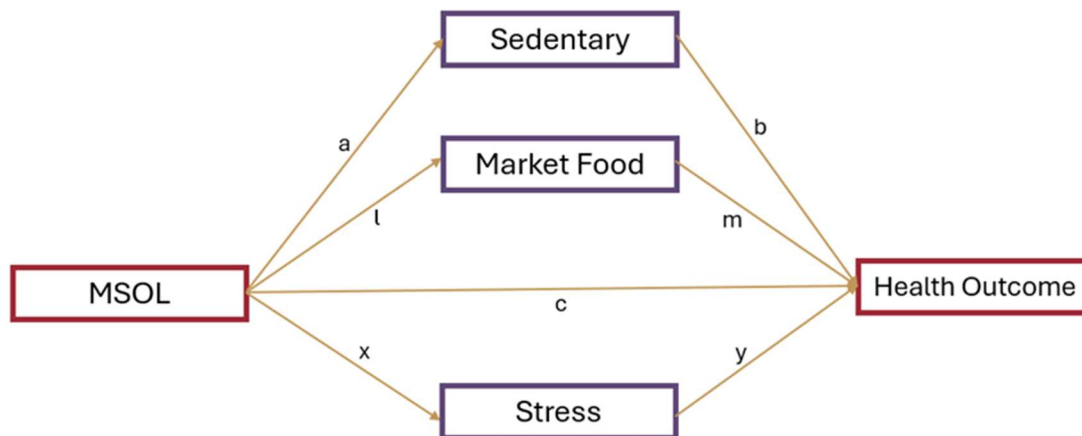 Sedentary
b
a
Market Food
l
m
MSOL
Health Outcome
c
x
y
Stress